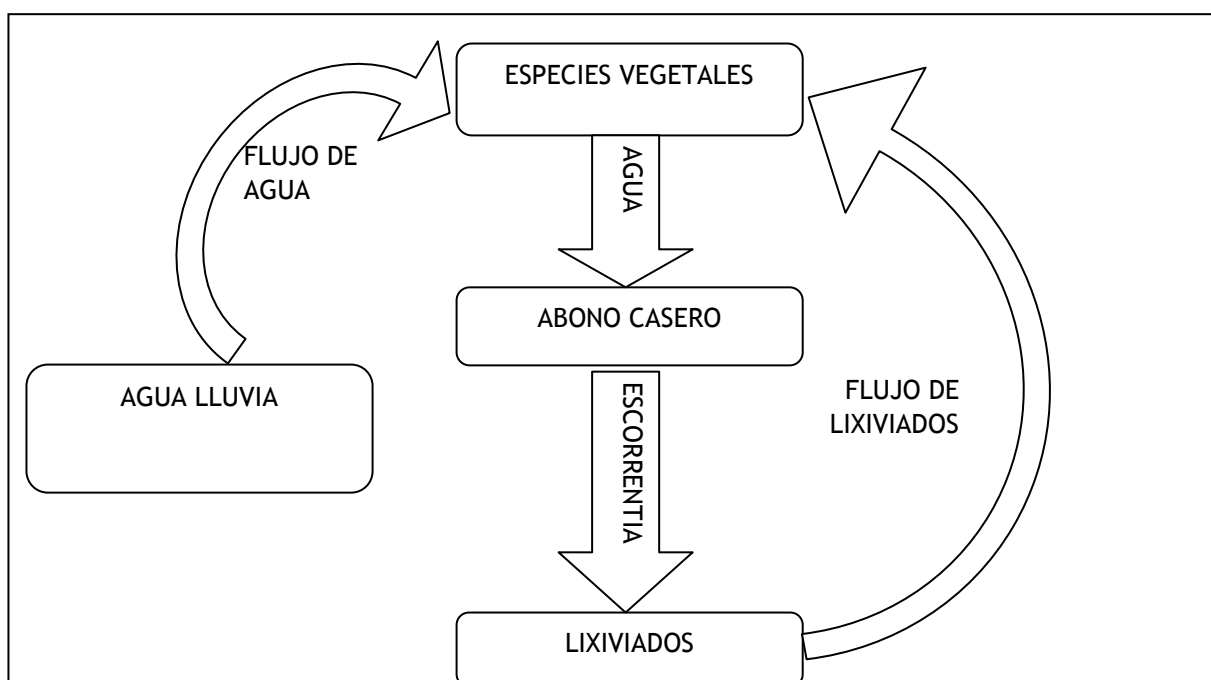 ESPECIES VEGETALES
FLUJO DE
AGUA
AGUA
ABONO CASERO
AGUA LLUVIA
ESCORRENTIA
FLUJO DE
LIXIVIADOS
LIXIVIADOS